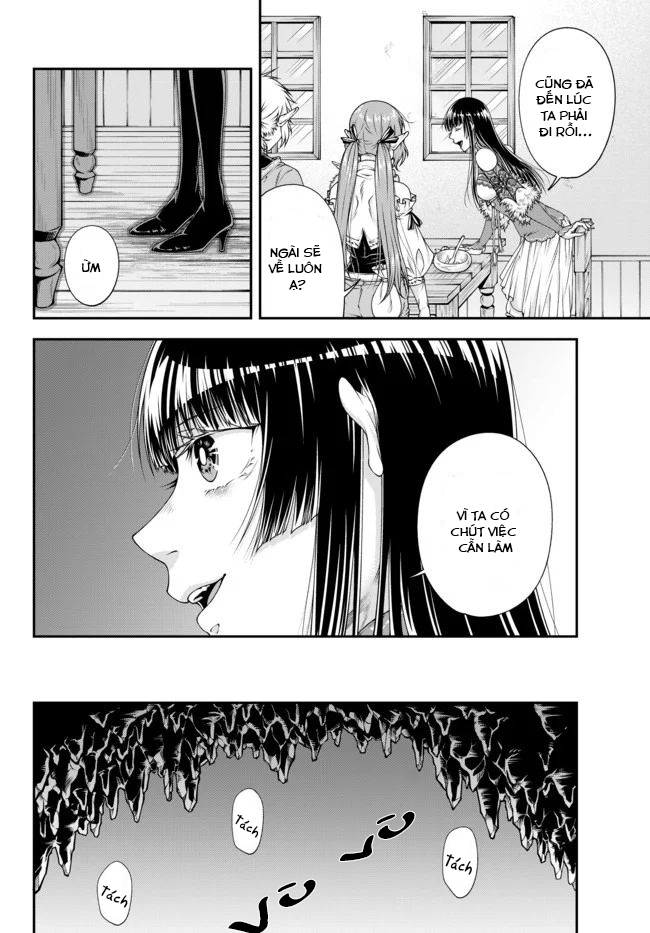 CŨNG ĐÃ
ĐẾN LÚC
TA PHẢI
ĐI RỒI...
NGÀI SẼ
VỀ LUÔN
Ạ?
ỪM
VÌ TA CÓ
CHÚT VIỆC
CẦN LÀM
Tách
Vù
Tách
Vù
Tách